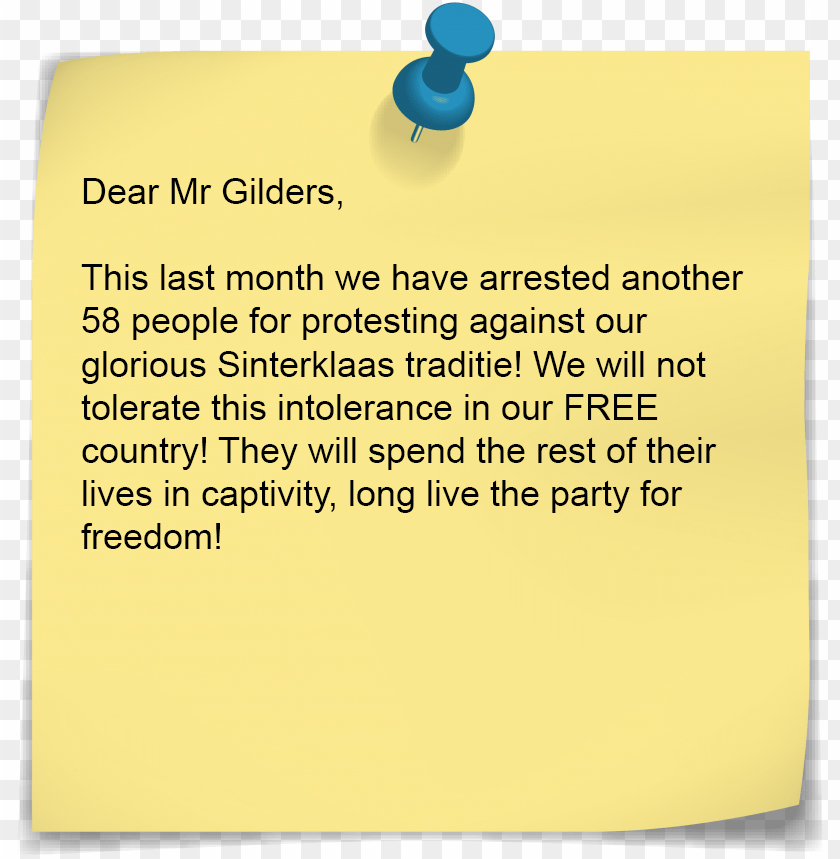 Dear Mr Gilders,
This last month we have arrested another
58 people for protesting against our
glorious Sinterklaas traditie! We will not
tolerate this intolerance in our FREE
country! They will spend the rest of their
lives in captivity, long live the party for
freedom!